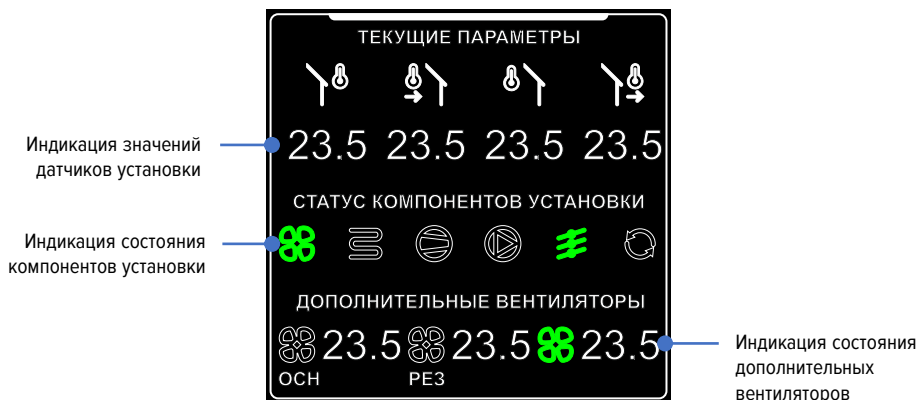 ТЕКУЩИЕ ПАРАМЕТРЫ
23.5 23.5 23.5 23.5
Индикация значений
датчиков установки
СТАТУС КОМПОНЕНТОВ УСТАНОВКИ
Индикация состояния
компонентов установки
ДОПОЛНИТЕЛЬНЫЕ ВЕНТИЛЯТОРЫ
23.5 23.5 23.5
ОСН РЕЗ
Индикация состояния
дополнительных
вентиляторов